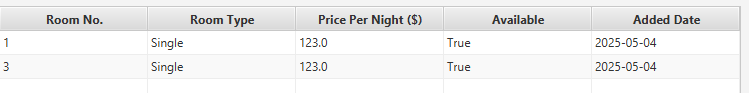 Room No. Room Type Price Per Night ($) Available Added Date
1 Single 123.0 True 2025-05-04
3 Single 123.0 True 2025-05-04